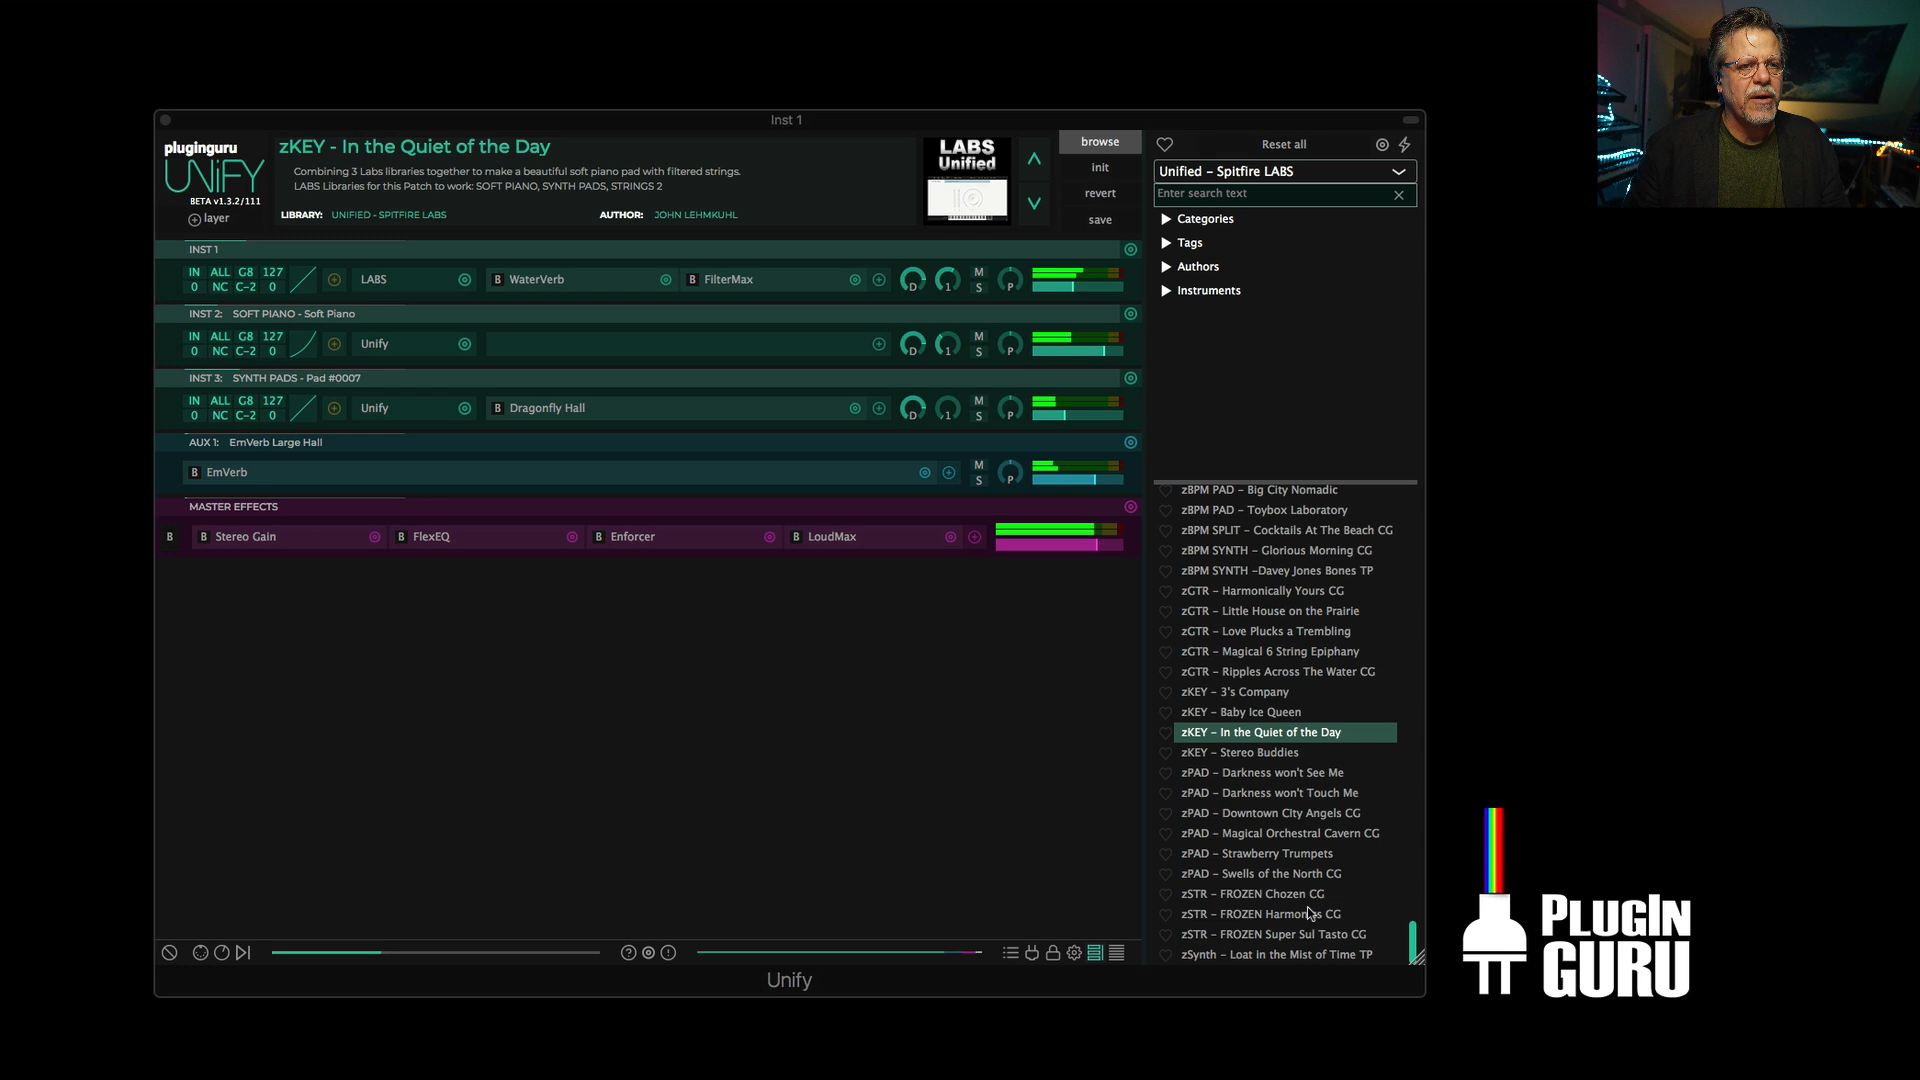 Inst 1
pluginguru
UNiFY
BETA v1.3.2/111
layer
zKEY - In the Quiet of the Day
Combining 3 Labs libraries together to make a beautiful soft piano pad with filtered strings.
LABS Libraries for this Patch to work: SOFT PIANO, SYNTH PADS, STRINGS 2
LIBRARY: UNIFIED - SPITFIRE LABS
AUTHOR: JOHN LEHMKUHL
LABS
Unified
browse
init
revert
save
Reset all
Unified - Spitfire LABS
Enter search text
Categories
Tags
Authors
Instruments
INST 1
IN ALL G8 127
0 NC C-2 0
LABS
B WaterVerb
B FilterMax
D 1 M S P
INST 2: SOFT PIANO - Soft Piano
IN ALL G8 127
0 NC C-2 0
Unify
D 1 M S P
INST 3: SYNTH PADS - Pad #0007
IN ALL G8 127
0 NC C-2 0
Unify
B Dragonfly Hall
D 1 M S P
AUX 1: EmVerb Large Hall
B EmVerb
M S P
MASTER EFFECTS
B
B Stereo Gain
B FlexEQ
B Enforcer
B LoudMax
zBPM PAD - Big City Nomadic
zBPM PAD - Toybox Laboratory
zBPM SPLIT - Cocktails At The Beach CG
zBPM SYNTH - Glorious Morning CG
zBPM SYNTH -Davey Jones Bones TP
zGTR - Harmonically Yours CG
zGTR - Little House on the Prairie
zGTR - Love Plucks a Trembling
zGTR - Magical 6 String Epiphany
zGTR - Ripples Across The Water CG
zKEY - 3's Company
zKEY - Baby Ice Queen
zKEY - In the Quiet of the Day
zKEY - Stereo Buddies
zPAD - Darkness won't See Me
zPAD - Darkness won't Touch Me
zPAD - Downtown City Angels CG
zPAD - Magical Orchestral Cavern CG
zPAD - Strawberry Trumpets
zPAD - Swells of the North CG
zSTR - FROZEN Chozen CG
zSTR - FROZEN Harmonics CG
zSTR - FROZEN Super Sul Tasto CG
zSynth - Loat in the Mist of Time TP
Unify
PLUGIN
GURU